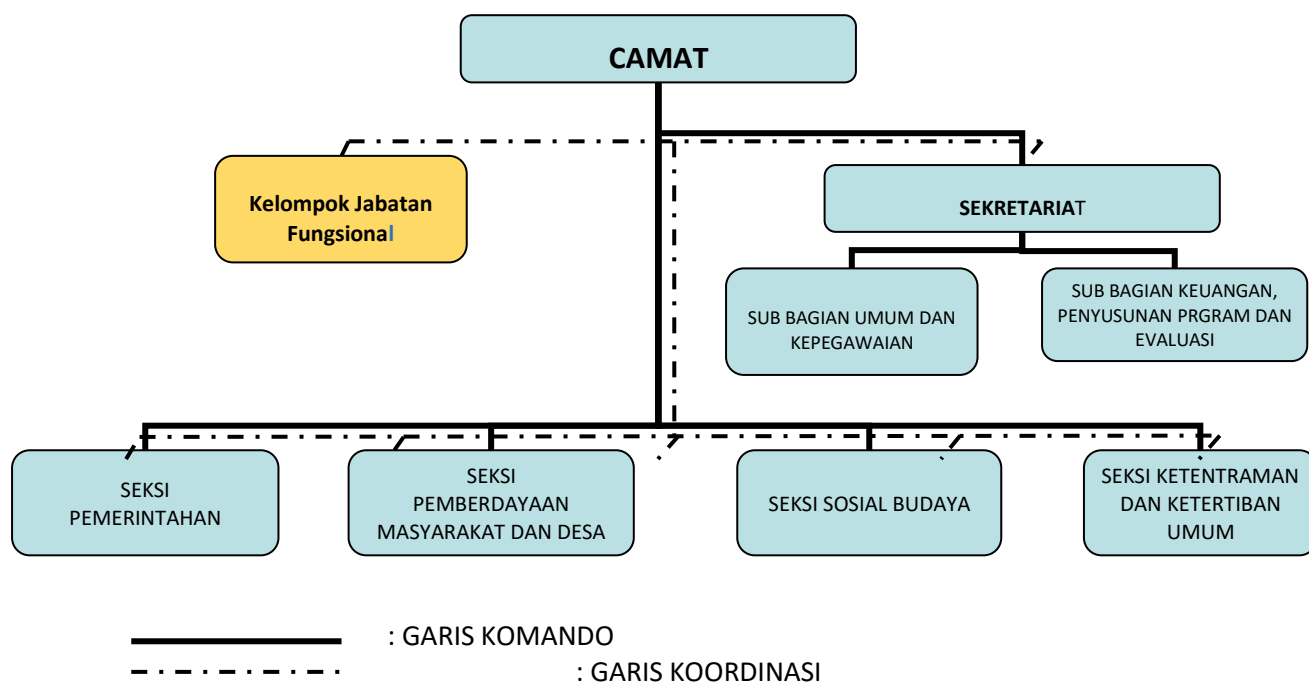 CAMAT
Kelompok Jabatan
Fungsional
SEKRETARIAT
SUB BAGIAN UMUM DAN
KEPEGAWAIAN
SUB BAGIAN KEUANGAN,
PENYUSUNAN PRGRAM DAN
EVALUASI
SEKSI
PEMERINTAHAN
SEKSI
PEMBERDAYAAN
MASYARAKAT DAN DESA
SEKSI SOSIAL BUDAYA
SEKSI KETENTRAMAN
DAN KETERTIBAN
UMUM
: GARIS KOMANDO
: GARIS KOORDINASI